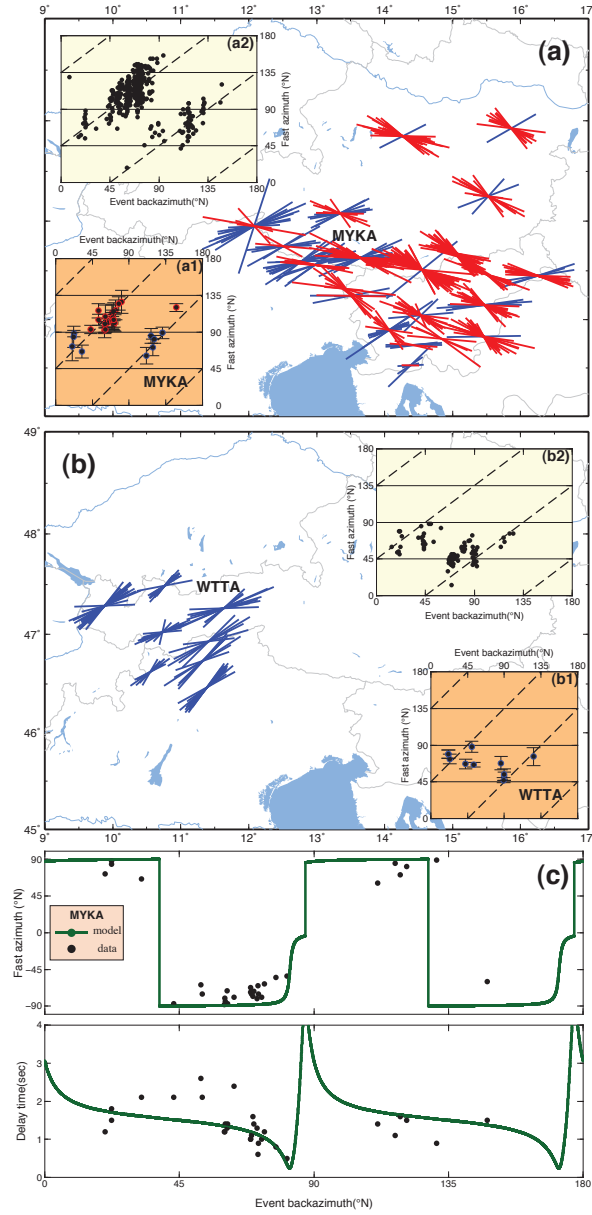 9 10 11 12 13 14 15 16 17
(a)
(a2)
180
135
90
45
0
Fast azimuth (°N)
0 45 90 135 180
Event backazimuth(°N)
MYKA
Event backazimuth(°N)
0 45 90 135 180
(a1)
180
135
90
45
0
Fast azimuth (°N)
MYKA
49
48
47
46
45
(b)
WTTA
(b2)
180
135
90
45
0
Fast azimuth (°N)
0 45 90 135 180
Event backazimuth(°N)
Event backazimuth(°N)
0 45 90 135 180
(b1)
180
135
90
45
0
Fast azimuth (°N)
WTTA
9 10 11 12 13 14 15 16 17
(c)
90
45
0
-45
-90
Fast azimuth (°N)
MYKA
model
data
4
3
2
1
0
Delay time(sec)
0 45 90 135 180
Event backazimuth(°N)